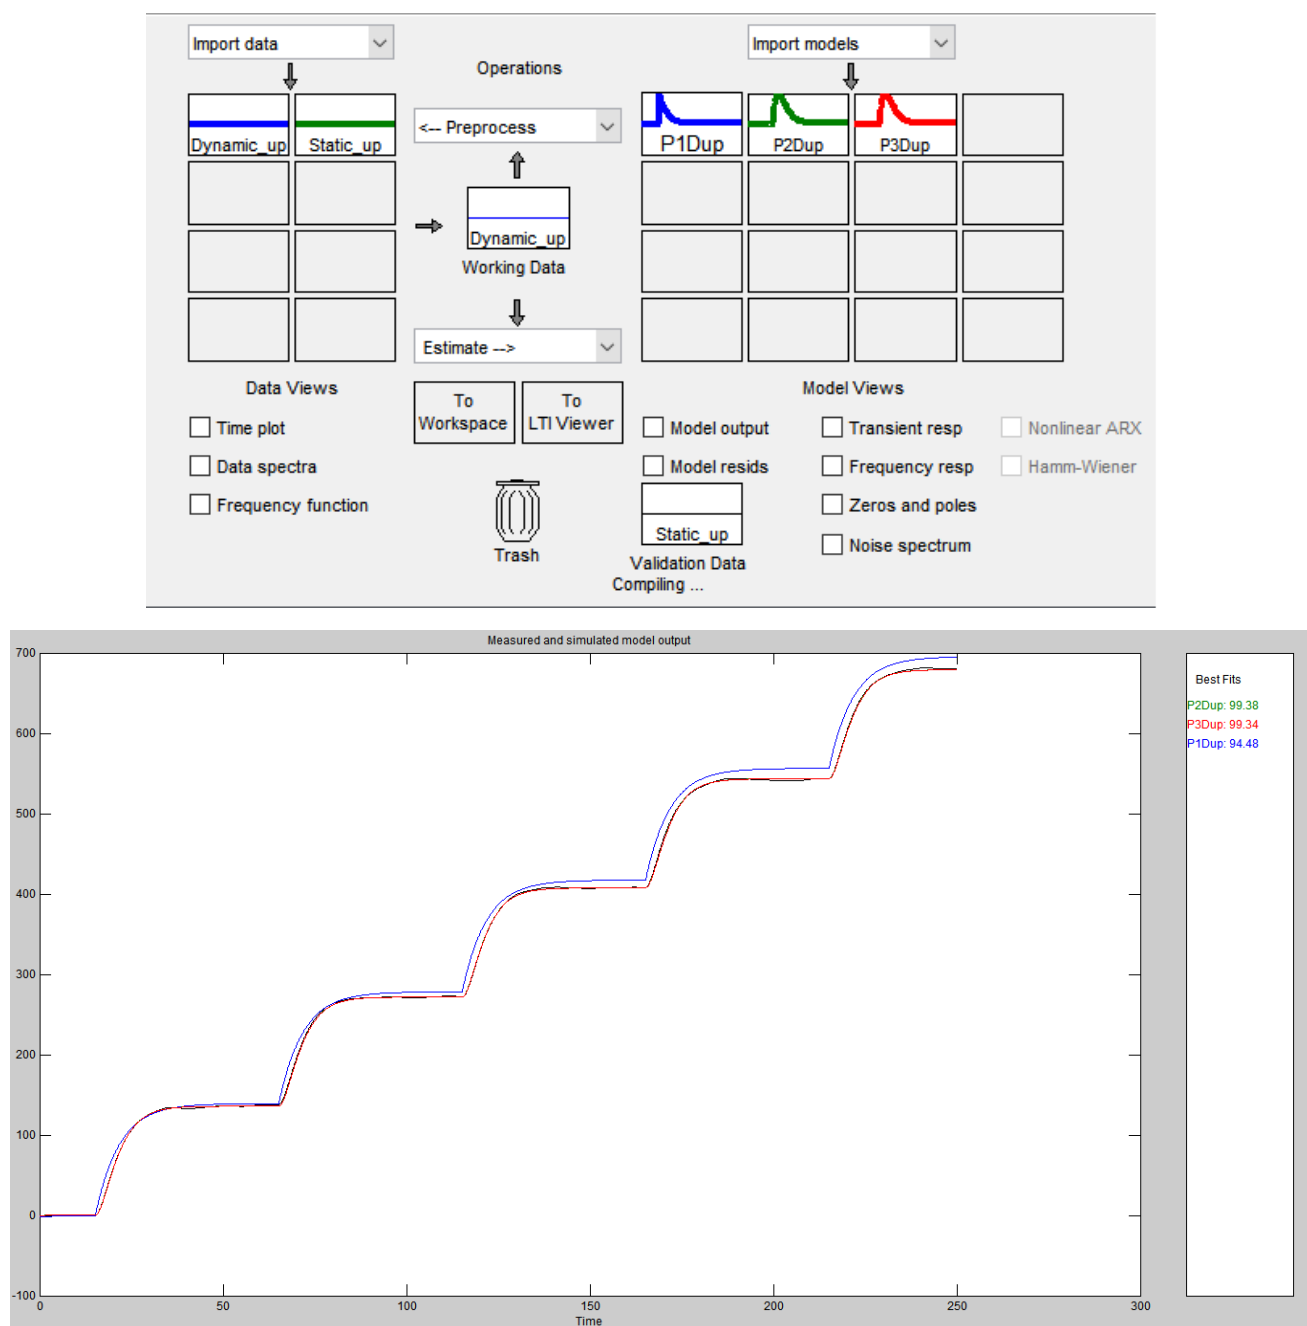 Import data
Import models
Operations
<-- Preprocess
Dynamic_up
Static_up
P1Dup
P2Dup
P3Dup
Dynamic_up
Working Data
Estimate -->
Data Views
Model Views
To Workspace
To LTI Viewer
Time plot
Data spectra
Frequency function
Model output
Model resids
Transient resp
Frequency resp
Zeros and poles
Noise spectrum
Nonlinear ARX
Hamm-Wiener
Trash
Static_up
Validation Data
Compiling ...
Measured and simulated model output
700
600
500
400
300
200
100
0
-100
0
50
100
150
200
250
300
Time
Best Fits
P2Dup: 99.38
P3Dup: 99.34
P1Dup: 94.48